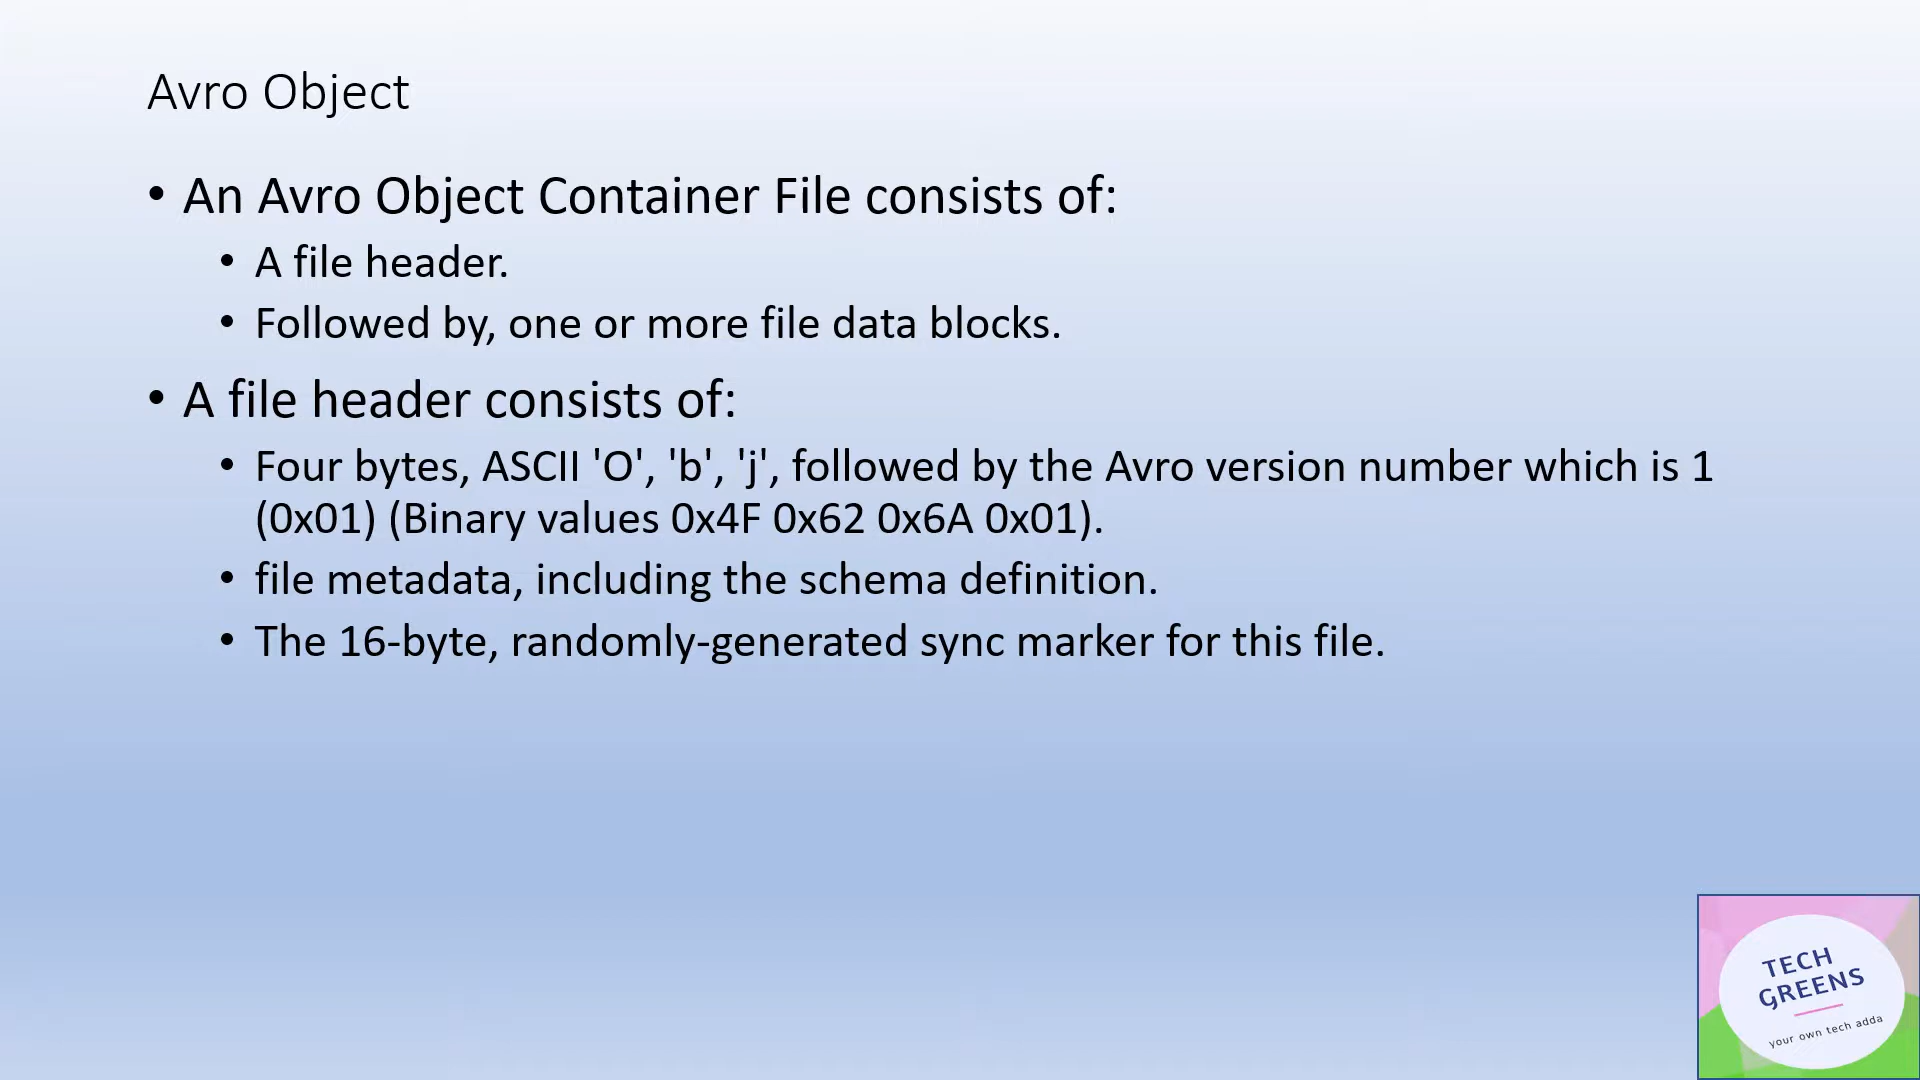 Avro Object
• An Avro Object Container File consists of:
• A file header.
• Followed by, one or more file data blocks.
• A file header consists of:
• Four bytes, ASCII 'O', 'b', 'j', followed by the Avro version number which is 1
(0x01) (Binary values 0x4F 0x62 0x6A 0x01).
• file metadata, including the schema definition.
• The 16-byte, randomly-generated sync marker for this file.
TECH
GREENS
your own tech adda